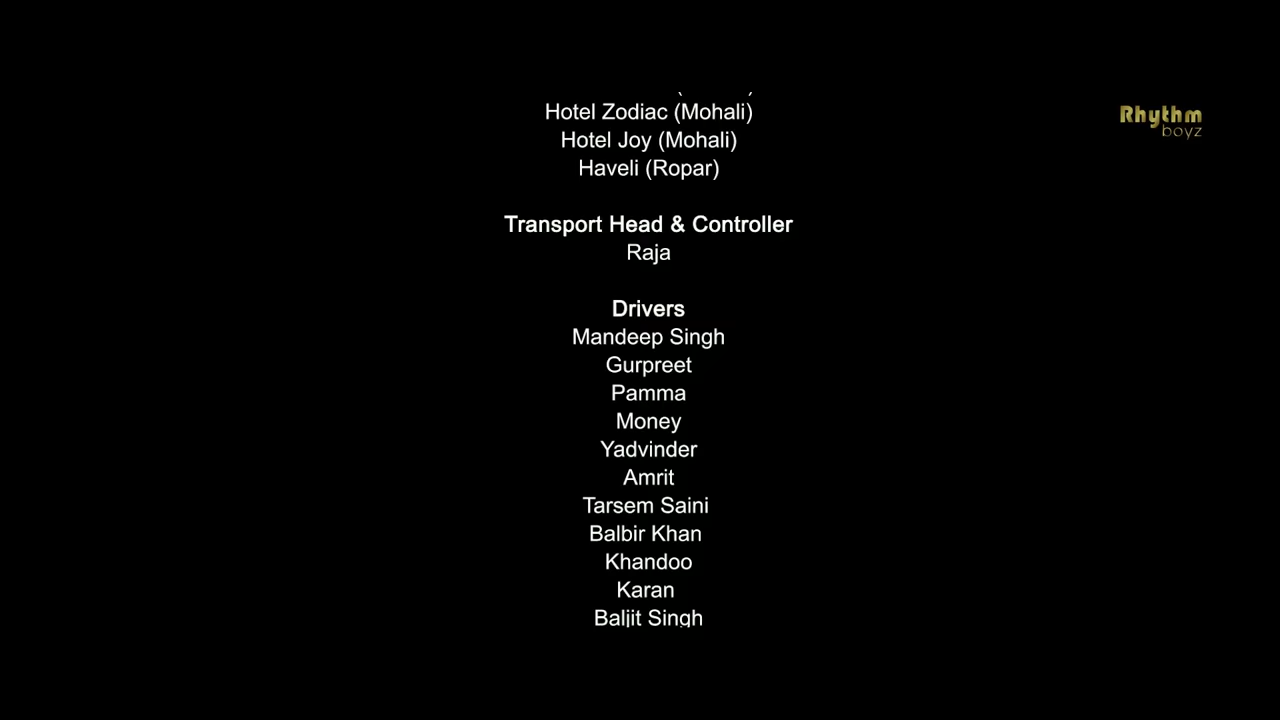 Hotel Zodiac (Mohali)
Hotel Joy (Mohali)
Haveli (Ropar)
Transport Head & Controller
Raja
Drivers
Mandeep Singh
Gurpreet
Pamma
Money
Yadvinder
Amrit
Tarsem Saini
Balbir Khan
Khandoo
Karan
Baljit Singh
Rhythm
boyz